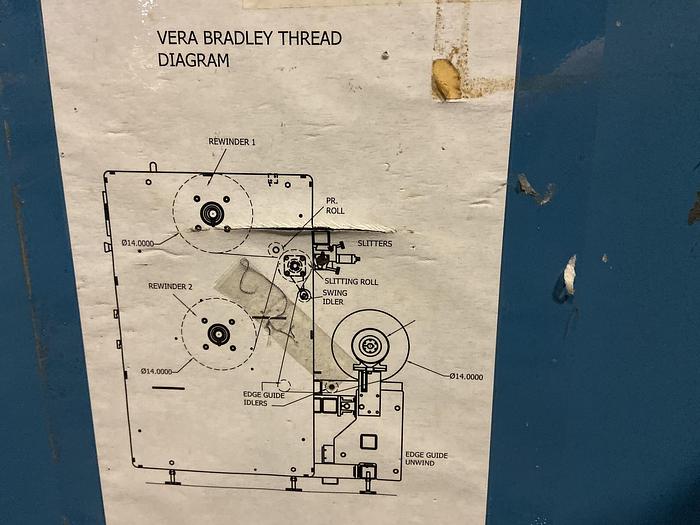 VERA BRADLEY THREAD
DIAGRAM
REWINDER 1
PR.
ROLL
Ø14.0000
SLITTERS
SLITTING ROLL
REWINDER 2
SWING
IDLER
Ø14.0000
Ø14.0000
EDGE GUIDE
IDLERS
EDGE GUIDE
UNWIND